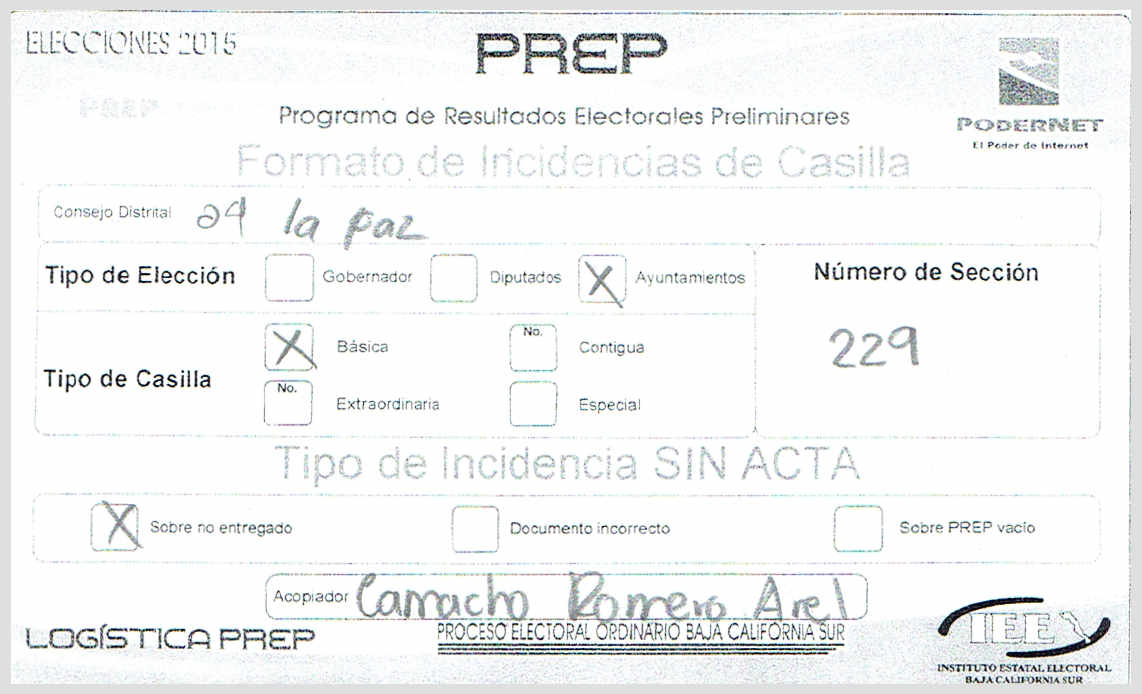 ELECCIONES 2015
PREP
PREP
Programa de Resultados Electorales Preliminares
PODERNET
El Poder de Internet
Formato de Incidencias de Casilla
Consejo Distrital la paz
Tipo de Elección Gobernador Diputados X Ayuntamientos
Número de Sección
229
Tipo de Casilla
X Básica No. Contigua
No. Extraordinaria Especial
Tipo de Incidencia SIN ACTA
X Sobre no entregado Documento incorrecto Sobre PREP vacío
Acopiador Camacho Romero Arel
LOGÍSTICA PREP
PROCESO ELECTORAL ORDINARIO BAJA CALIFORNIA SUR
IEE
INSTITUTO ESTATAL ELECTORAL
BAJA CALIFORNIA SUR